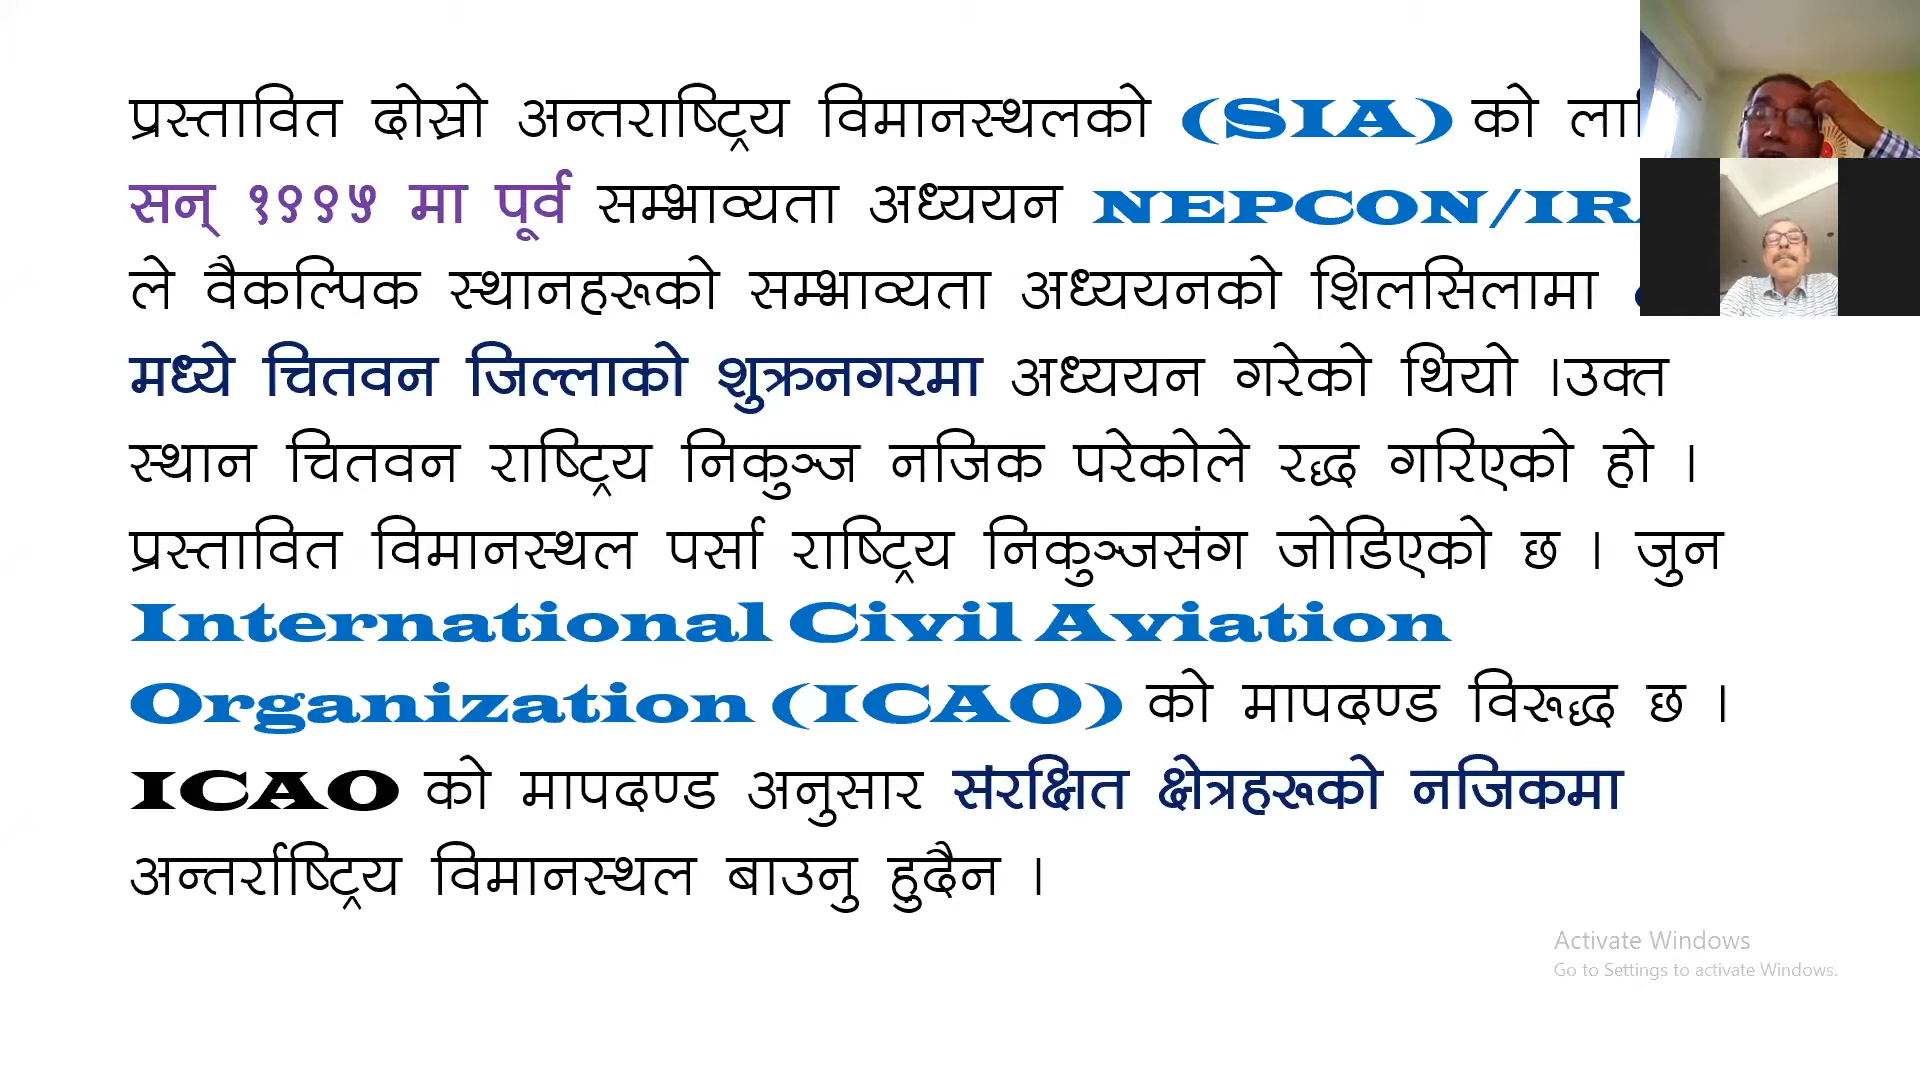 प्रस्तावित दोस्रो अन्तराष्ट्रिय विमानस्थलको (SIA) को
सन् १९९५ मा पूर्व सम्भाव्यता अध्ययन
ले वैकल्पिक स्थानहरूको सम्भाव्यता अध्ययनको शिलसिलामा
मध्ये चितवन जिल्लाको शुक्रनगरमा अध्ययन गरेको थियो ।उक्त
स्थान चितवन राष्ट्रिय निकुञ्ज नजिक परेकोले रद्ध गरिएको हो ।
प्रस्तावित विमानस्थल पर्सा राष्ट्रिय निकुञ्जसंग जोडिएको छ । जुन
International Civil Aviation
Organization (ICAO) को मापदण्ड विरूद्ध छ ।
ICAO को मापदण्ड अनुसार संरक्षित क्षेत्रहरूको नजिकमा
अन्तर्राष्ट्रिय विमानस्थल बाउनु हुदैन ।
Activate Windows
Go to Settings to activate Windows.